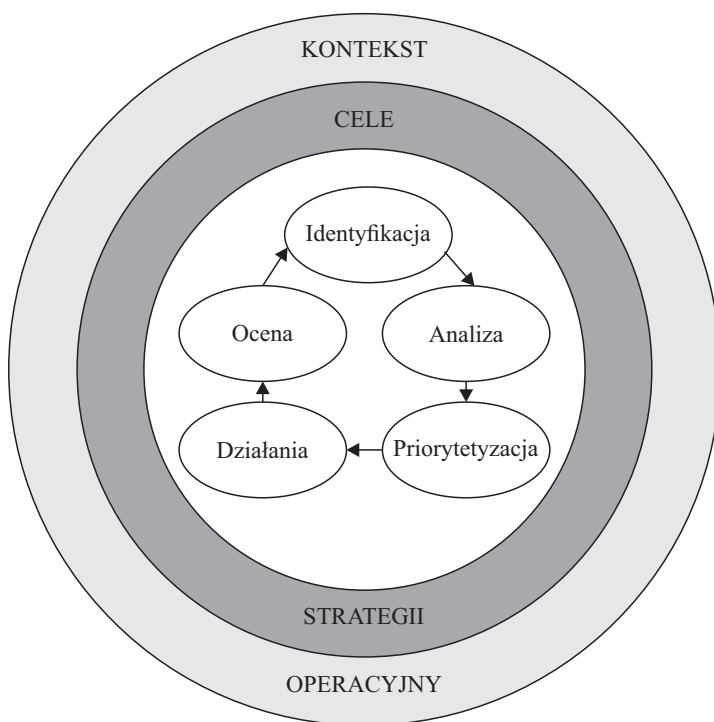 KONTEKST
CELE
Identyfikacja
Ocena
Analiza
Działania
Priorytetyzacja
STRATEGII
OPERACYJNY